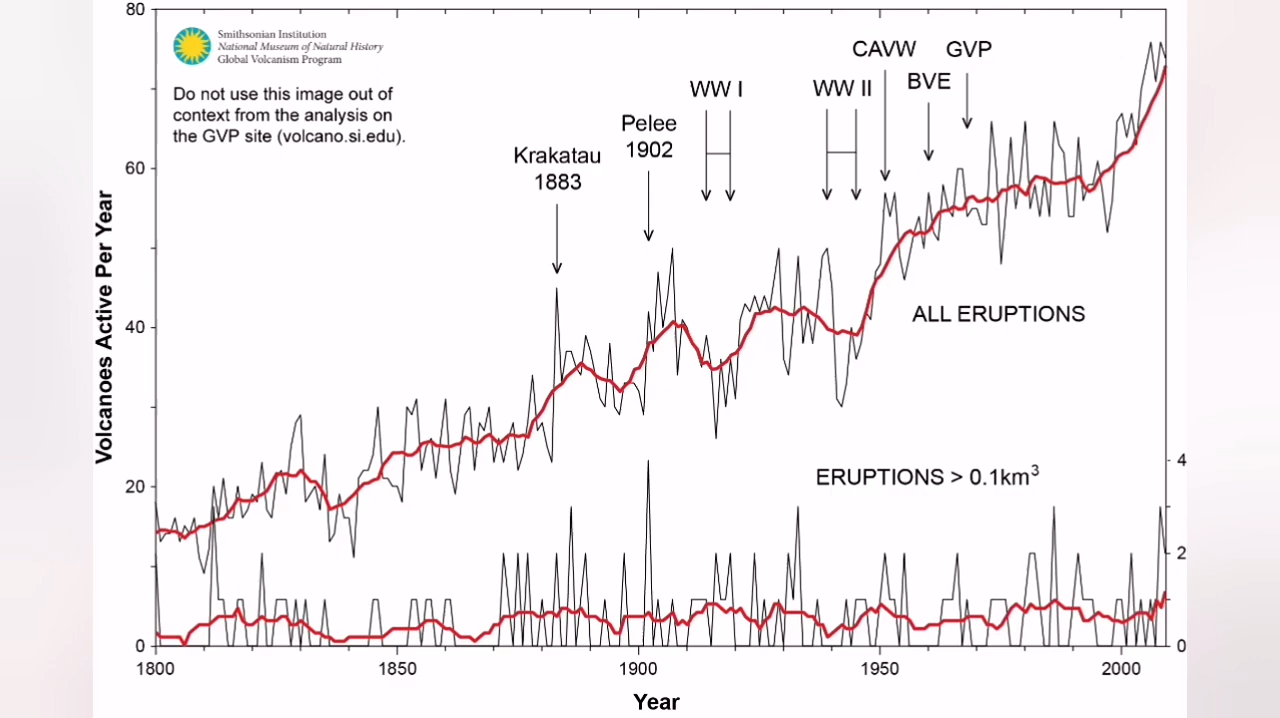 80
Smithsonian Institution
National Museum of Natural History
Global Volcanism Program
Do not use this image out of
context from the analysis on
the GVP site (volcano.si.edu).
CAVW
GVP
BVE
WW I
WW II
Pelee
1902
Krakatau
1883
60
Volcanoes Active Per Year
40
ALL ERUPTIONS
ERUPTIONS > 0.1km³
20
4
2
0
0
1800
1850
1900
1950
2000
Year